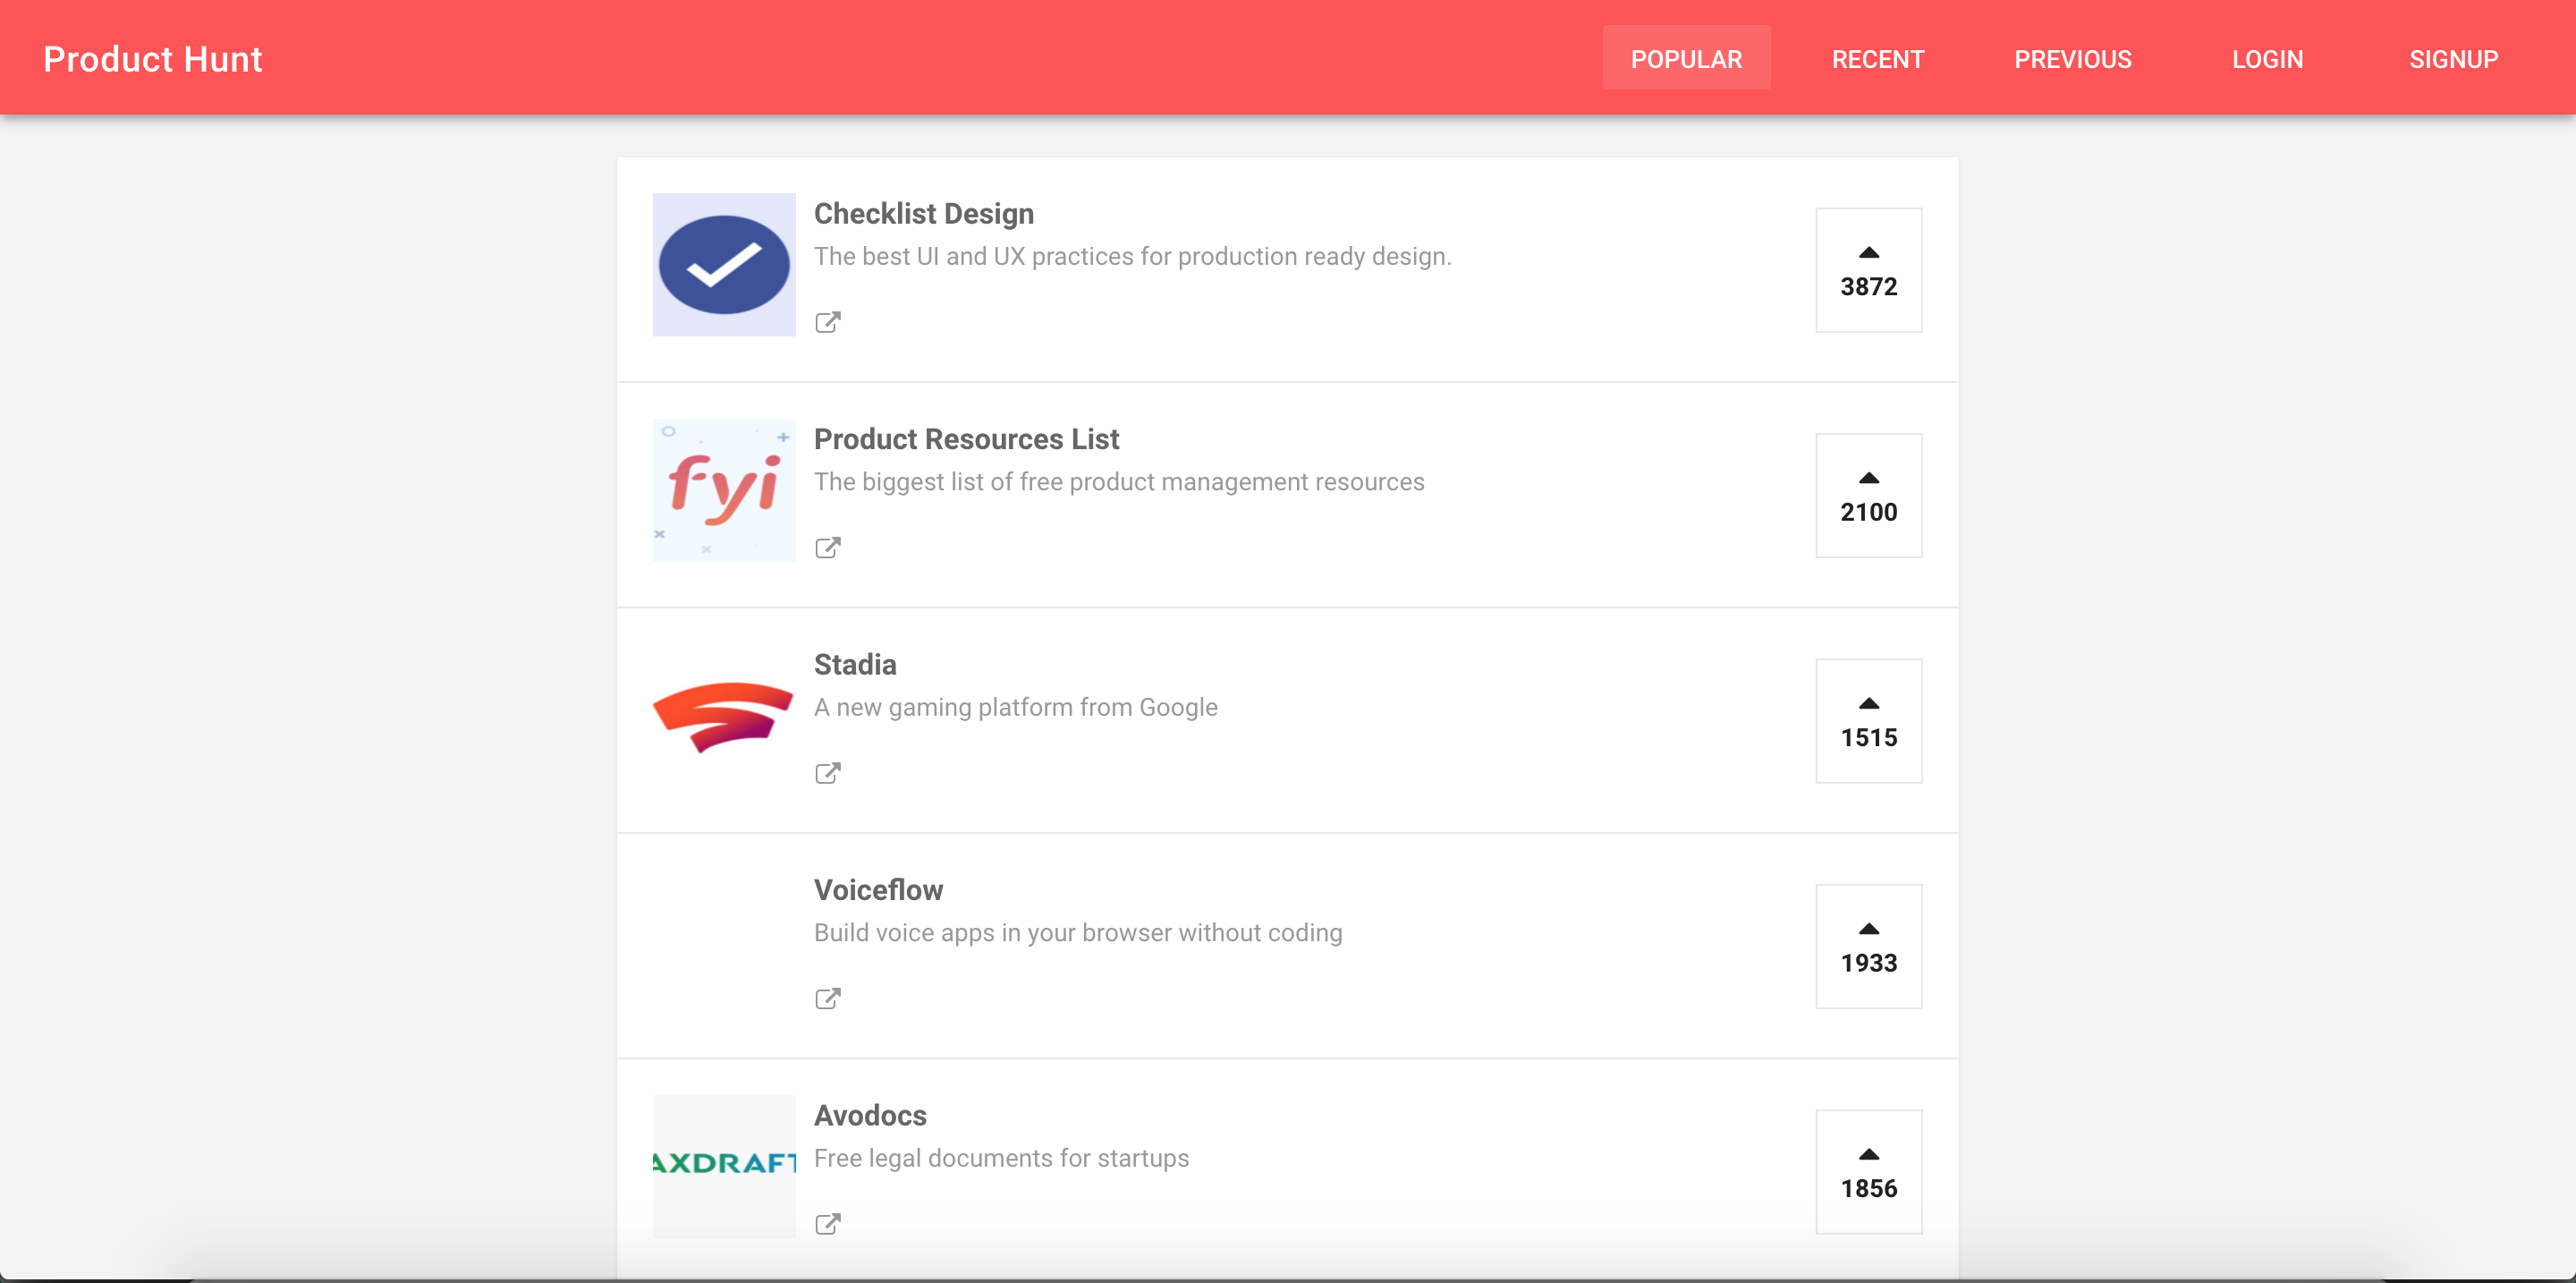 Product Hunt
POPULAR
RECENT
PREVIOUS
LOGIN
SIGNUP
Checklist Design
The best UI and UX practices for production ready design.
3872
fyi
Product Resources List
The biggest list of free product management resources
2100
Stadia
A new gaming platform from Google
1515
Voiceflow
Build voice apps in your browser without coding
1933
AXDRAFT
Avodocs
Free legal documents for startups
1856